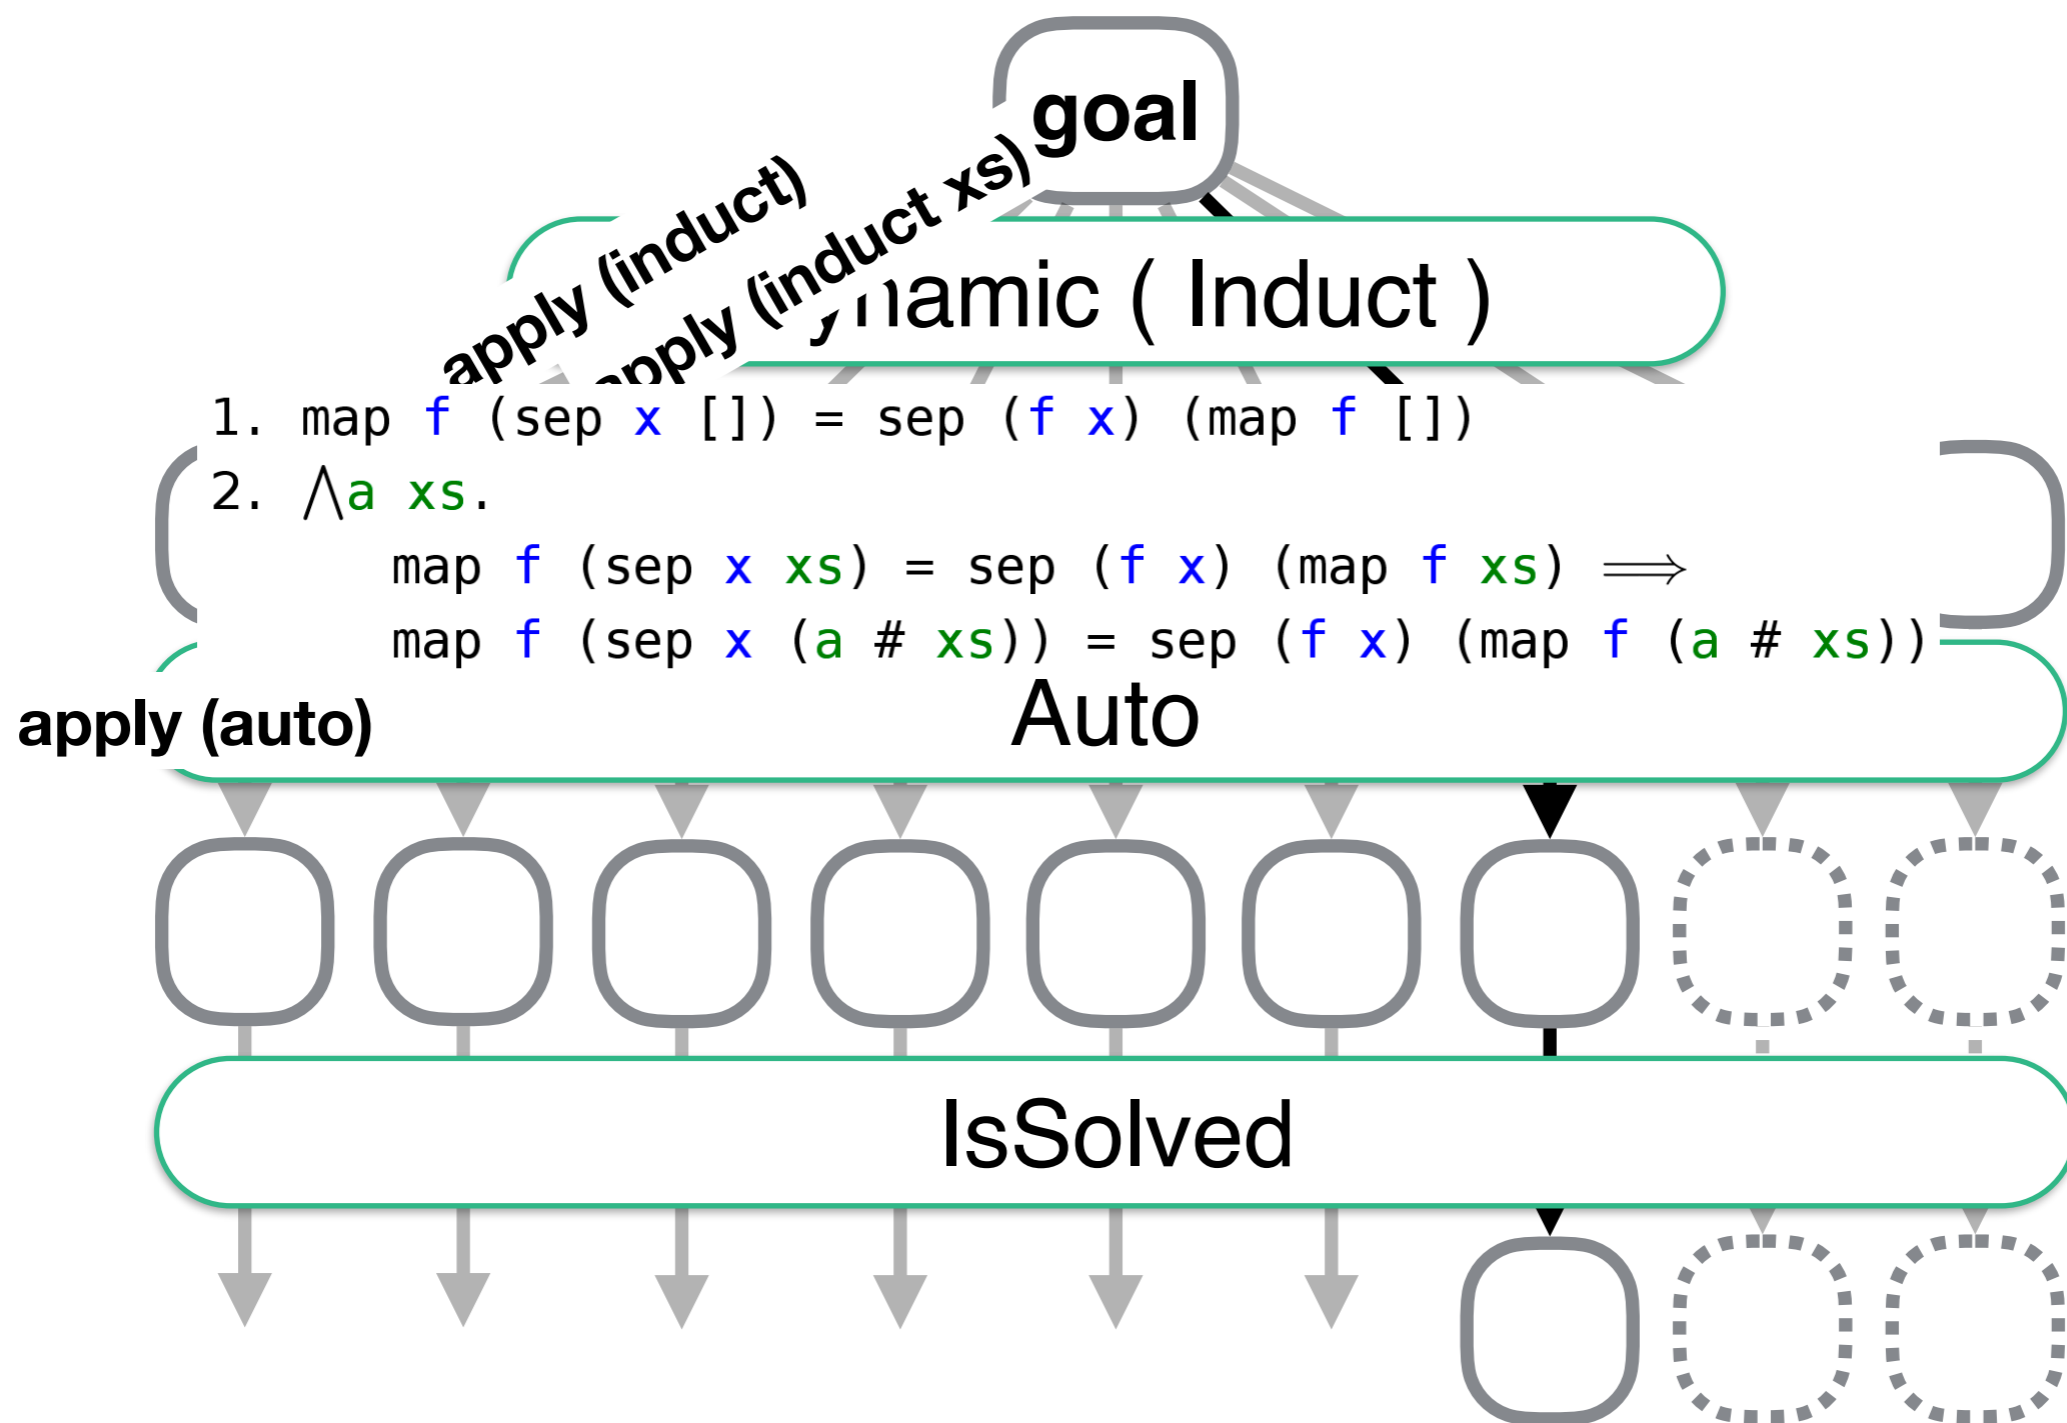 goal
apply (induct)
apply (induct xs)
namic ( Induct )
1. map f (sep x []) = sep (f x) (map f [])
2. ⋀a xs.
map f (sep x xs) = sep (f x) (map f xs) ⟹
map f (sep x (a # xs)) = sep (f x) (map f (a # xs))
apply (auto)
Auto
IsSolved